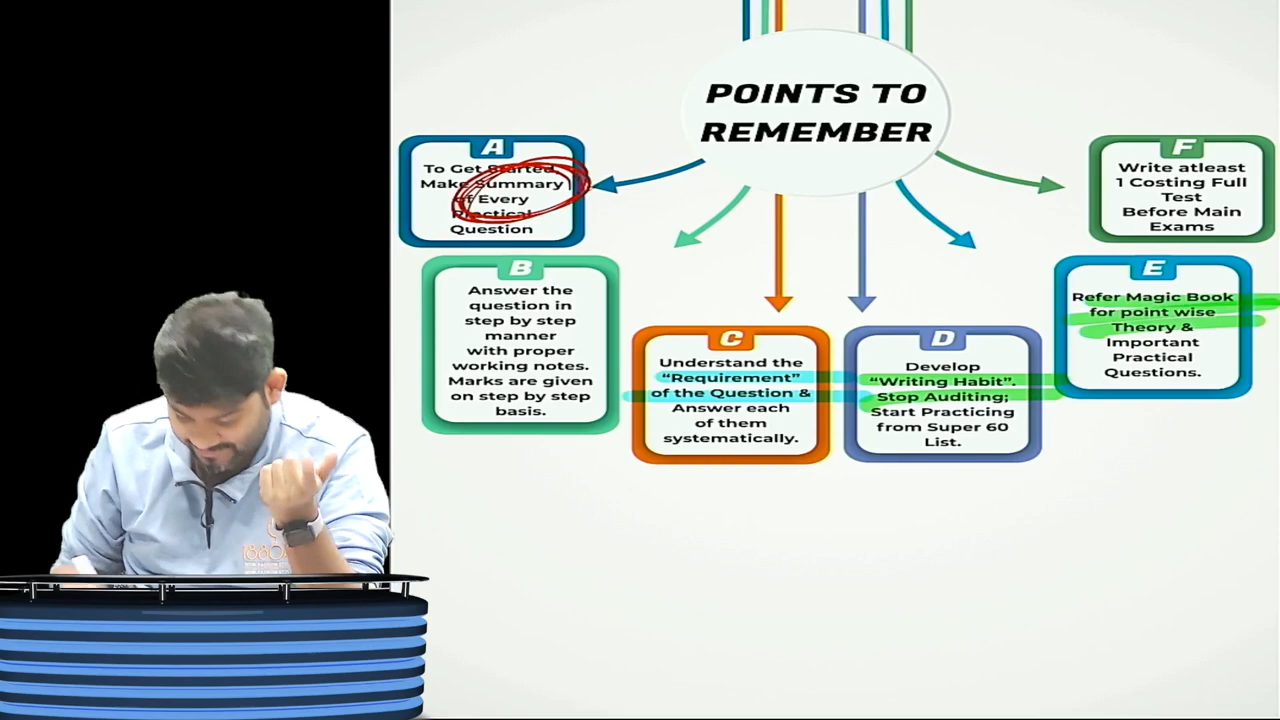 POINTS TO
REMEMBER
A
To Get Started,
Make Summary
of Every
Practical
Question
B
Answer the
question in
step by step
manner
with proper
working notes.
Marks are given
on step by step
basis.
C
Understand the
“Requirement”
of the Question &
Answer each
of them
systematically.
D
Develop
“Writing Habit”.
Stop Auditing;
Start Practicing
from Super 60
List.
E
Refer Magic Book
for point wise
Theory &
Important
Practical
Questions.
F
Write atleast
1 Costing Full
Test
Before Main
Exams